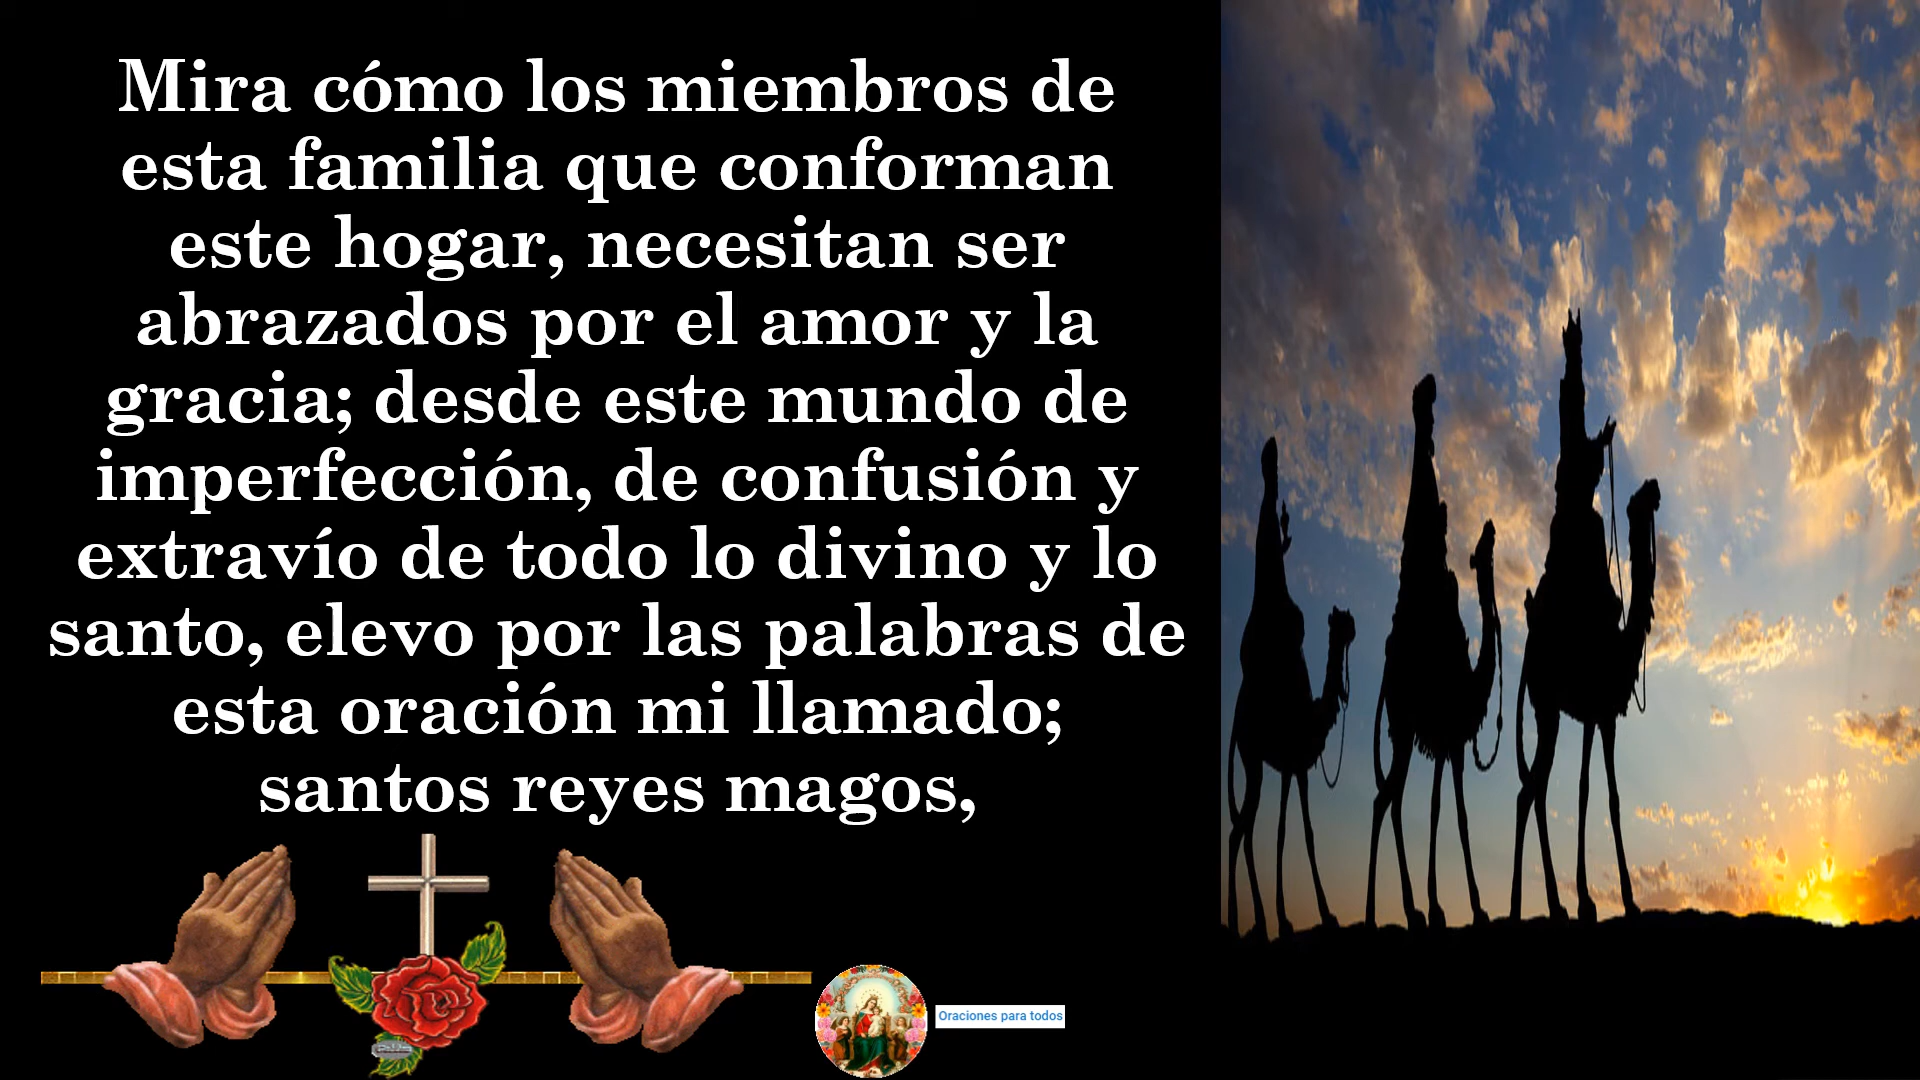 Mira cómo los miembros de
esta familia que conforman
este hogar, necesitan ser
abrazados por el amor y la
gracia; desde este mundo de
imperfección, de confusión y
extravío de todo lo divino y lo
santo, elevo por las palabras de
esta oración mi llamado;
santos reyes magos,
Oraciones para todos